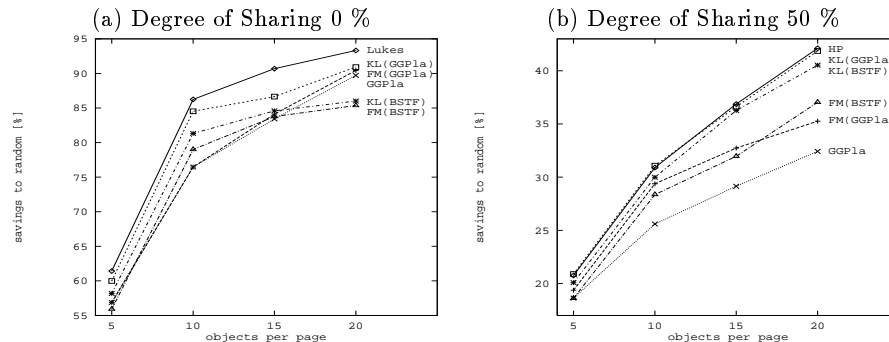 (a) Degree of Sharing 0 %
95
90
85
80
75
70
65
60
55
savings to random [%]
5
10
15
20
objects per page
Lukes
KL(GGPla)
FM(GGPla)
GGPla
KL(BSTF)
FM(BSTF)
(b) Degree of Sharing 50 %
40
35
30
25
20
savings to random [%]
5
10
15
20
objects per page
HP
KL(GGPla
KL(BSTF)
FM(BSTF)
FM(GGPla
GGPla